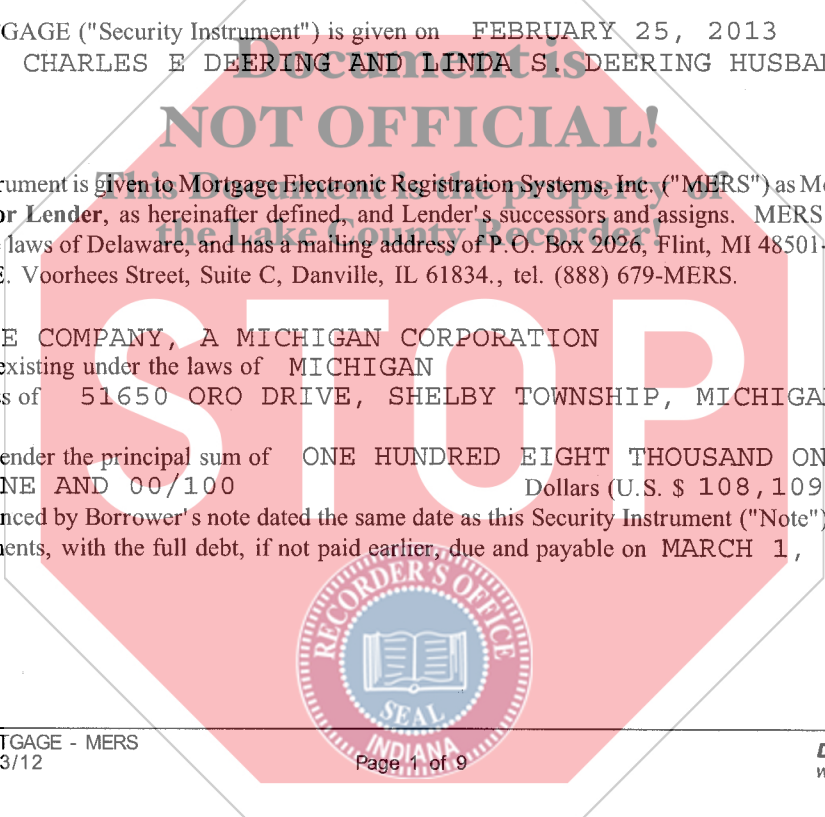 GAGE ("Security Instrument") is given on FEBRUARY 25, 2013
Document is
CHARLES E DEERING AND LINDA S. DEERING HUSBA
NOT OFFICIAL!
This Document is the property of
rument is given to Mortgage Electronic Registration Systems, Inc. ("MERS") as Mo
or Lender, as hereinafter defined, and Lender's successors and assigns. MERS
the Lake County Recorder!
laws of Delaware, and has a mailing address of P.O. Box 2026, Flint, MI 48501-
E. Voorhees Street, Suite C, Danville, IL 61834., tel. (888) 679-MERS.
STOP
E COMPANY, A MICHIGAN CORPORATION
existing under the laws of MICHIGAN
s of 51650 ORO DRIVE, SHELBY TOWNSHIP, MICHIGA
ender the principal sum of ONE HUNDRED EIGHT THOUSAND ON
NE AND 00/100 Dollars (U.S. $ 108,109
nced by Borrower's note dated the same date as this Security Instrument ("Note")
ents, with the full debt, if not paid earlier, due and payable on MARCH 1,
RECORDER'S OFFICE
SEAL
INDIANA
TGAGE - MERS
3/12 Page 1 of 9